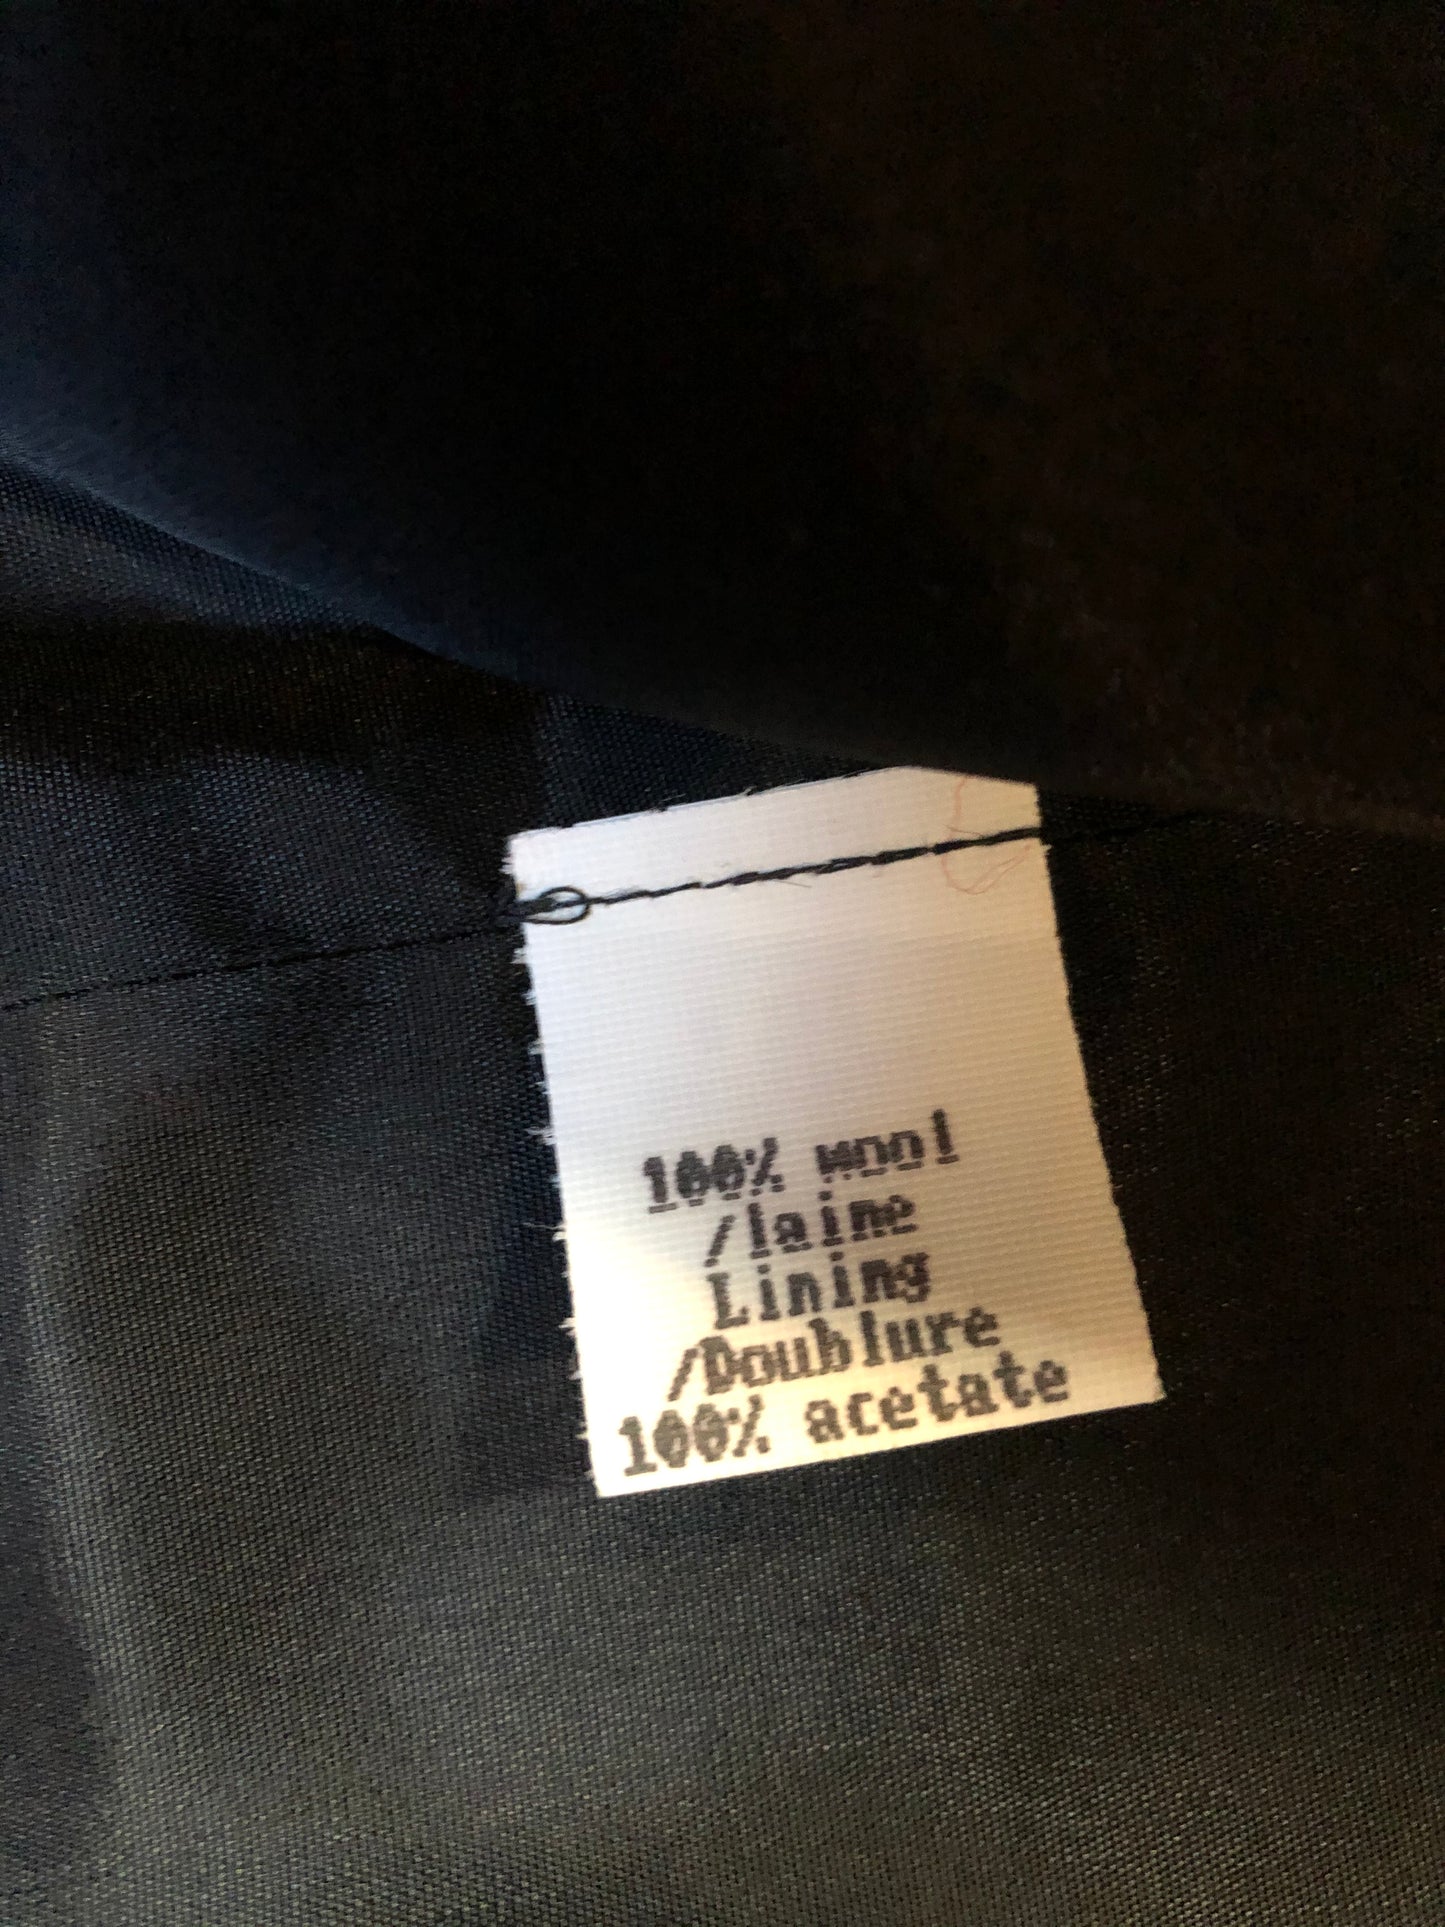 100% wool
/laine
Lining
/Doublure
100% acetate